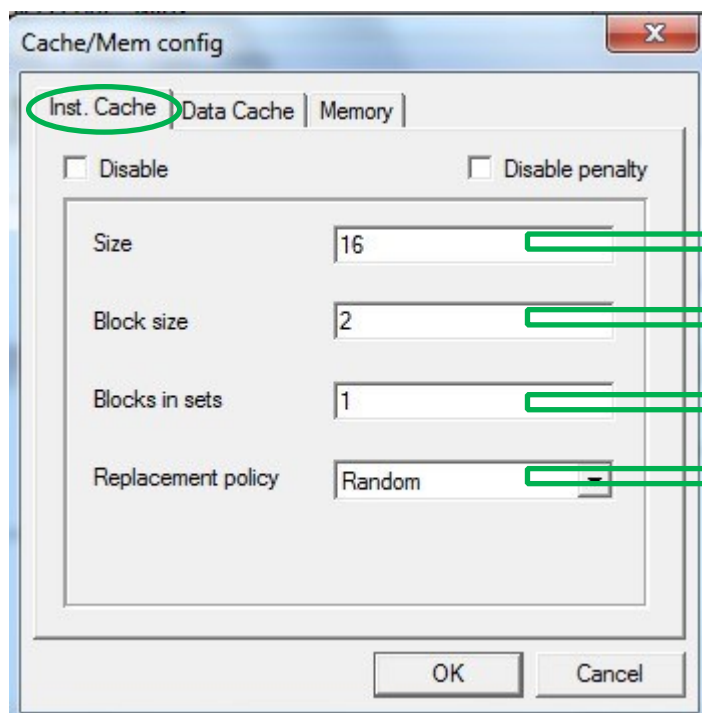 Cache/Mem config
Inst. Cache Data Cache Memory
Disable Disable penalty
Size 16
Block size 2
Blocks in sets 1
Replacement policy Random
OK Cancel